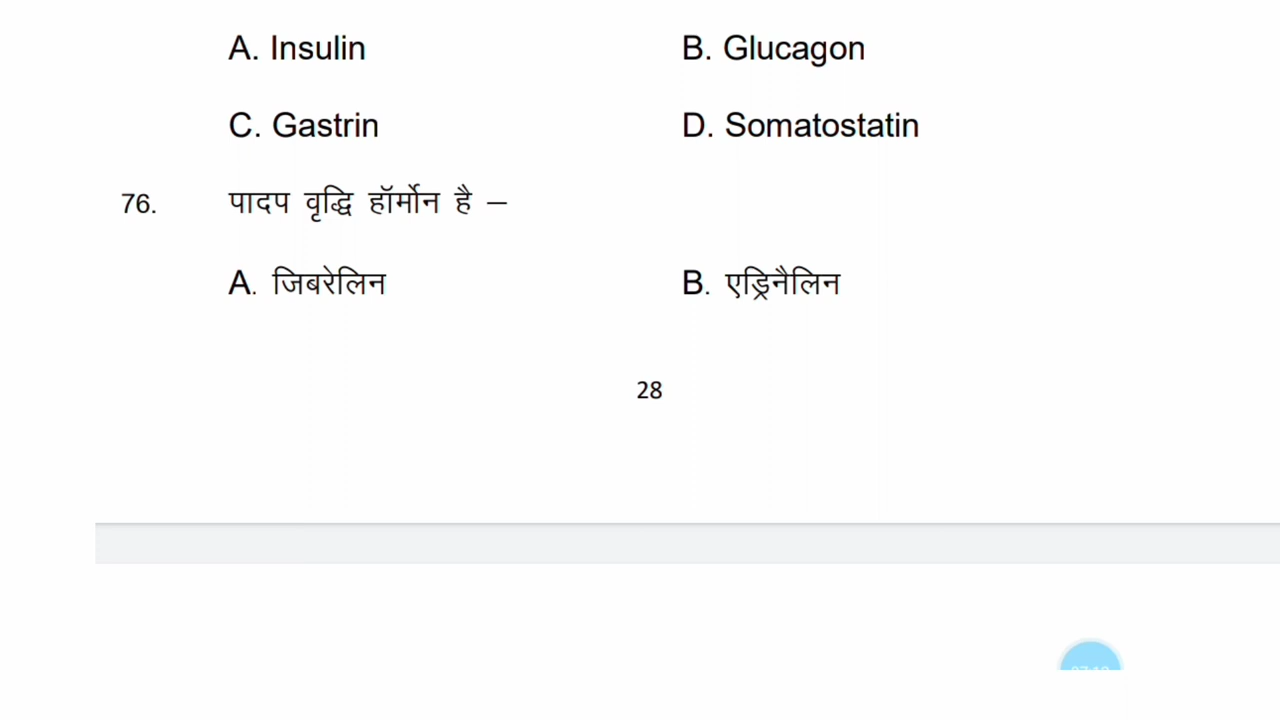 A. Insulin B. Glucagon
C. Gastrin D. Somatostatin
76. पादप वृद्धि हॉर्मोन है –
A. जिबरेलिन B. एड्रिनैलिन
28